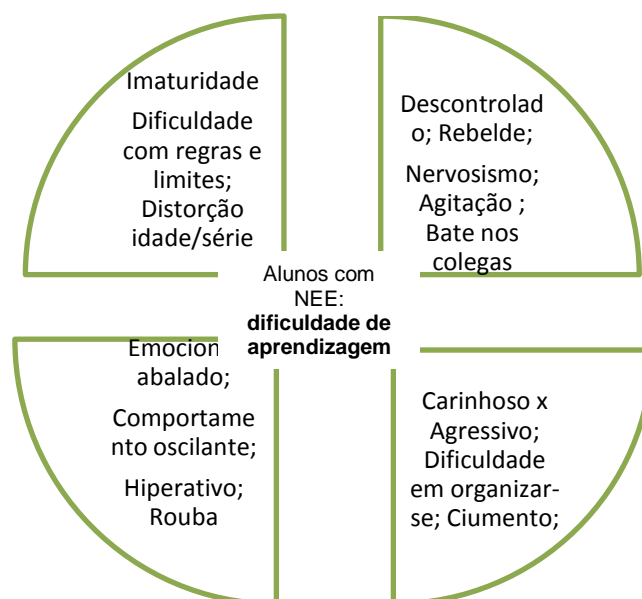 Imaturidade
Dificuldade
com regras e
limites;
Distorção
idade/série
Descontrolad
o; Rebelde;
Nervosismo;
Agitação ;
Bate nos
colegas
Alunos com
NEE:
dificuldade de
aprendizagem
abalado;
Comportame
nto oscilante;
Hiperativo;
Rouba
Carinhoso x
Agressivo;
Dificuldade
em organizar-
se; Ciumento;